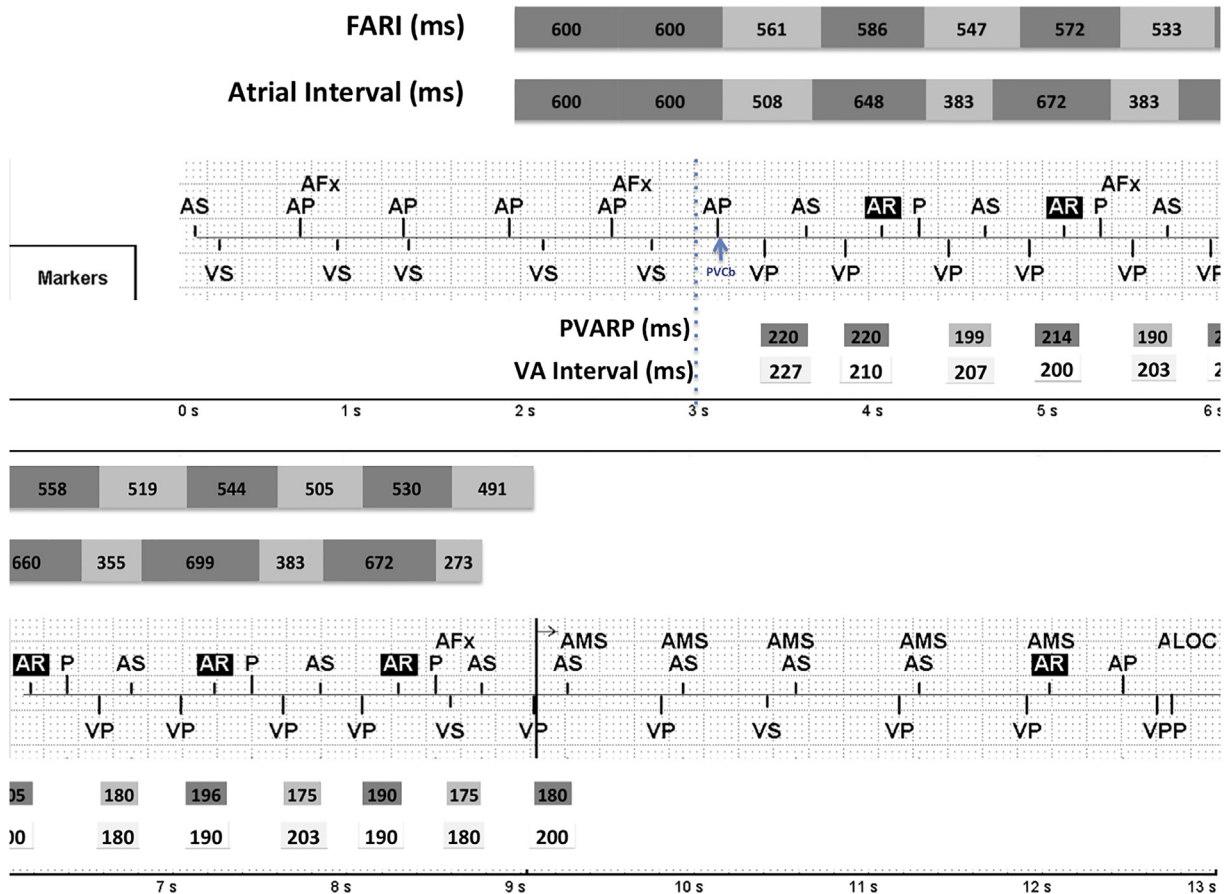 FARI (ms) 600 600 561 586 547 572 533
Atrial Interval (ms) 600 600 508 648 383 672 383
AFx AFx AFx
AS AP AP AP AP AP AS AR P AS AR P AS
Markers
VS VS VS VS VS PVCb VP VP VP VP VP VP
PVARP (ms) 220 220 199 214 190 2
VA Interval (ms) 227 210 207 200 203 2
0 s 1 s 2 s 3 s 4 s 5 s 6 s
558 519 544 505 530 491
660 355 699 383 672 273
AFx AMS AMS AMS AMS AMS ALOC
AR P AS AR P AS AR P AS AS AS AS AS AR AP
VP VP VP VP VS VP VP VS VP VP VPP
05 180 196 175 190 175 180
00 180 190 203 190 180 200
7 s 8 s 9 s 10 s 11 s 12 s 13 s